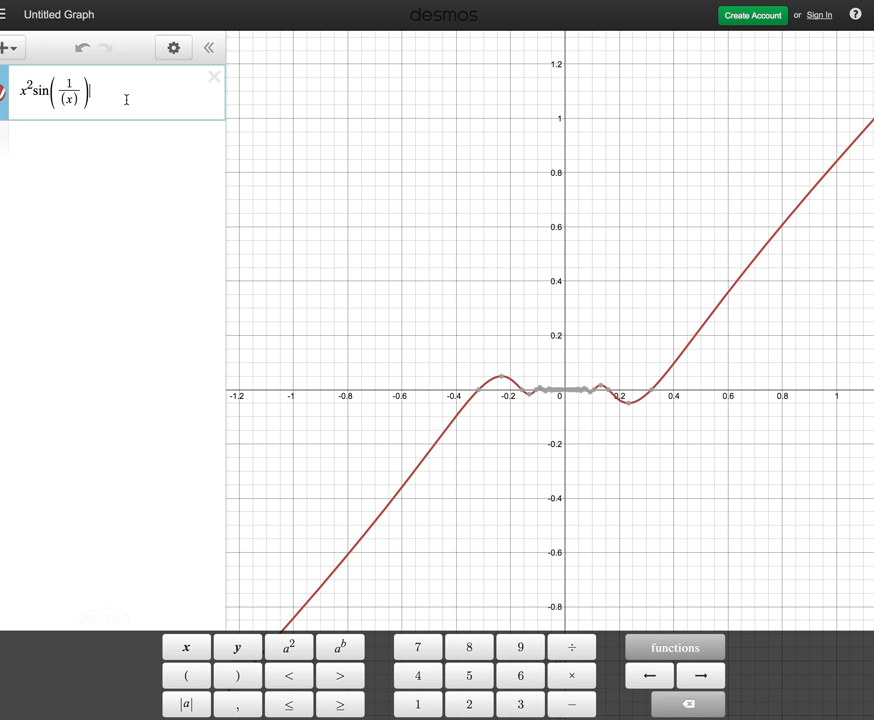 Untitled Graph
desmos
Create Account or Sign In ?
x²sin(1/(x))
1.2
1
0.8
0.6
0.4
0.2
-1.2 -1 -0.8 -0.6 -0.4 -0.2 0 0.2 0.4 0.6 0.8 1
-0.2
-0.4
-0.6
-0.8
desmos
x y a² aᵇ 7 8 9 ÷ functions
( ) < > 4 5 6 × ← →
|a| , ≤ ≥ 1 2 3 −